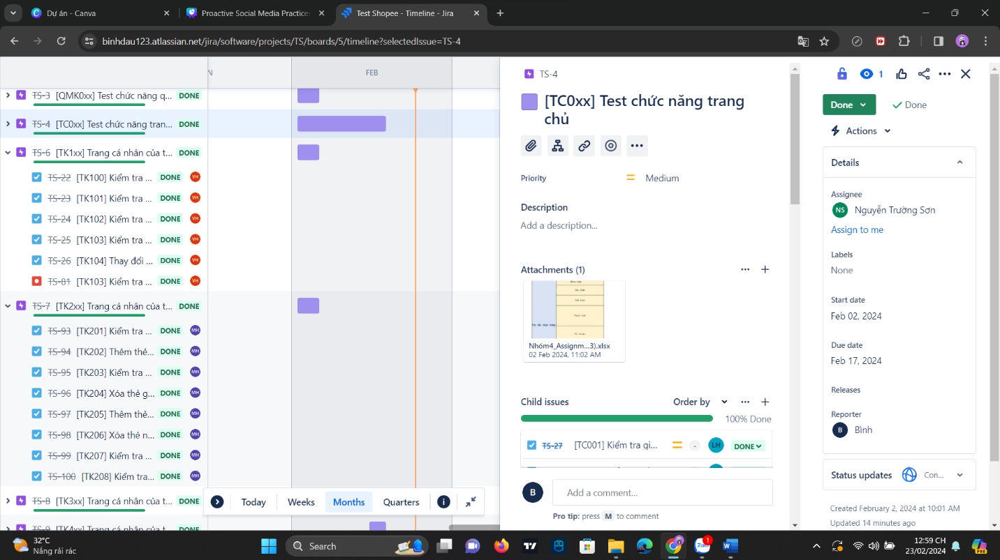 Dự án - Canva
Proactive Social Media Practice
Test Shopee - Timeline - Jira
binhdau123.atlassian.net/jira/software/projects/TS/boards/5/timeline?selectedIssue=TS-4
N
FEB
TS-3 [QMK0xx] Test chức năng q... DONE
TS-4 [TC0xx] Test chức năng tran... DONE
TS-6 [TK1xx] Trang cá nhân của t... DONE
TS-22 [TK100] Kiểm tra ... DONE VH
TS-23 [TK101] Kiểm tra ... DONE VH
TS-24 [TK102] Kiểm tra ... DONE VH
TS-25 [TK103] Kiểm tra ... DONE VH
TS-26 [TK104] Thay đổi ... DONE VH
TS-81 [TK103] Kiểm tra ... DONE VH
TS-7 [TK2xx] Trang cá nhân của t... DONE
TS-93 [TK201] Kiểm tra ... DONE MH
TS-94 [TK202] Thêm thẻ... DONE MH
TS-95 [TK203] Kiểm tra ... DONE MH
TS-96 [TK204] Xóa thẻ g... DONE MH
TS-97 [TK205] Thêm thẻ... DONE MH
TS-98 [TK206] Xóa thẻ n... DONE MH
TS-99 [TK207] Kiểm tra ... DONE MH
TS-100 [TK208] Kiểm tra... DONE MH
TS-8 [TK3xx] Trang cá nhân của t... DONE
TS-9 [TK4xx] Trang cá nhân của t... DONE
Today Weeks Months Quarters
TS-4
[TC0xx] Test chức năng trang
chủ
Priority Medium
Description
Add a description...
Attachments (1)
Nhóm4_Assignm...3).xlsx
02 Feb 2024, 11:02 AM
Child issues Order by
100% Done
TS-27 [TC001] Kiểm tra gi... - LH DONE
B Add a comment...
Pro tip: press M to comment
1
Done Done
Actions
Details
Assignee
NS Nguyễn Trường Sơn
Assign to me
Labels
None
Start date
Feb 02, 2024
Due date
Feb 17, 2024
Releases
Reporter
B Bình
Status updates Con...
Created February 2, 2024 at 10:01 AM
Updated 14 minutes ago
32°C
Nắng rải rác
Search
Zalo
1
PRE
12:59 CH
23/02/2024